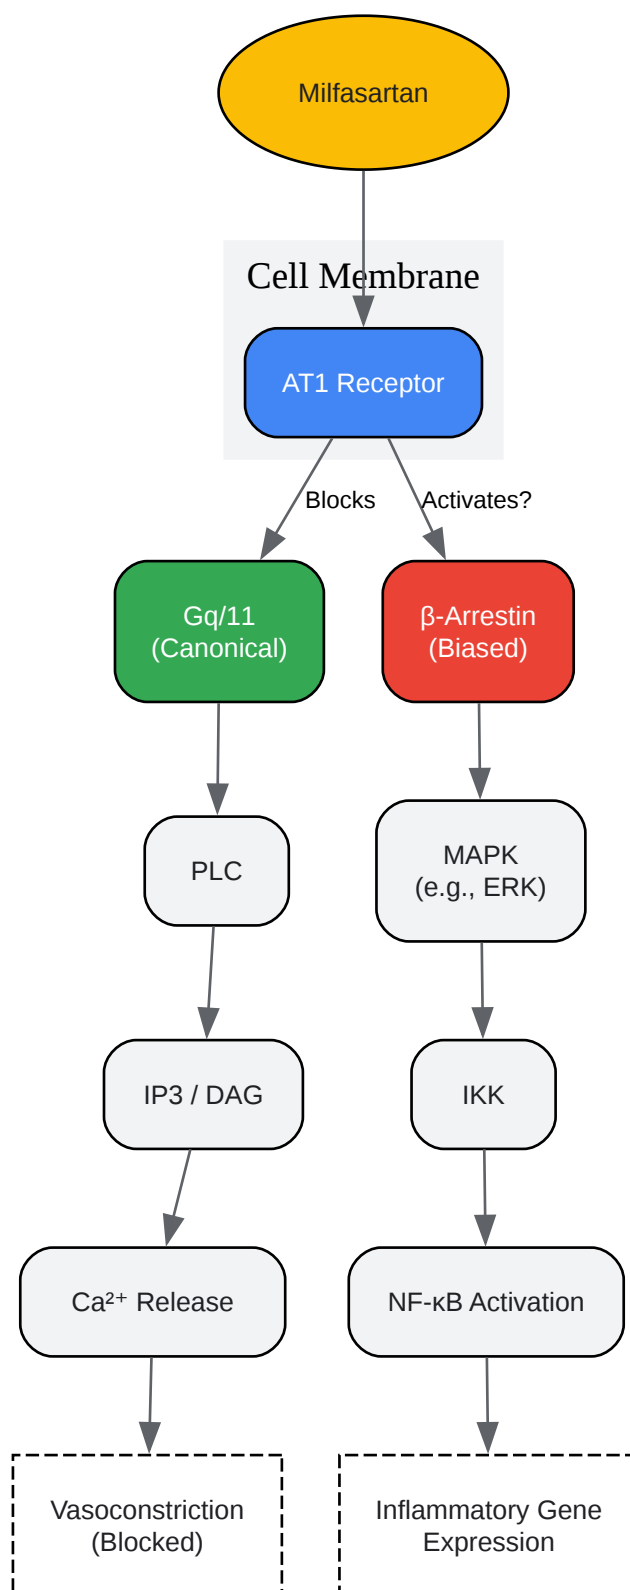 Milfasartan
Cell Membrane
AT1 Receptor
Blocks
Activates?
Gq/11
(Canonical)
β-Arrestin
(Biased)
PLC
MAPK
(e.g., ERK)
IP3 / DAG
IKK
Ca²⁺ Release
NF-κB Activation
Vasoconstriction
(Blocked)
Inflammatory Gene
Expression